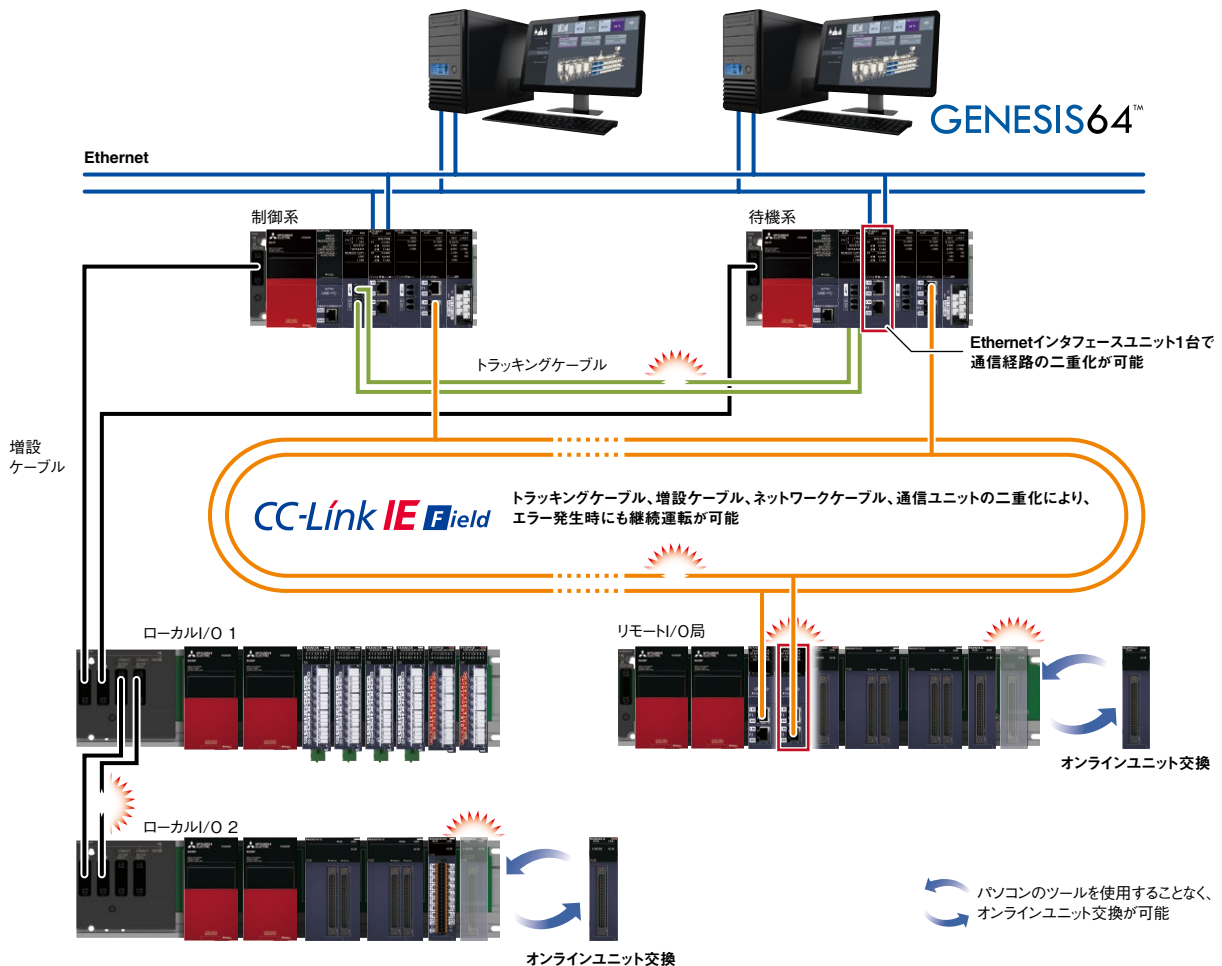 GENESIS64™
Ethernet
制御系
待機系
Ethernetインタフェースユニット1台で
通信経路の二重化が可能
トラッキングケーブル
増設
ケーブル
CC-Link IE Field
トラッキングケーブル、増設ケーブル、ネットワークケーブル、通信ユニットの二重化により、
エラー発生時にも継続運転が可能
ローカルI/O 1
リモートI/O局
オンラインユニット交換
ローカルI/O 2
パソコンのツールを使用することなく、
オンラインユニット交換が可能
オンラインユニット交換